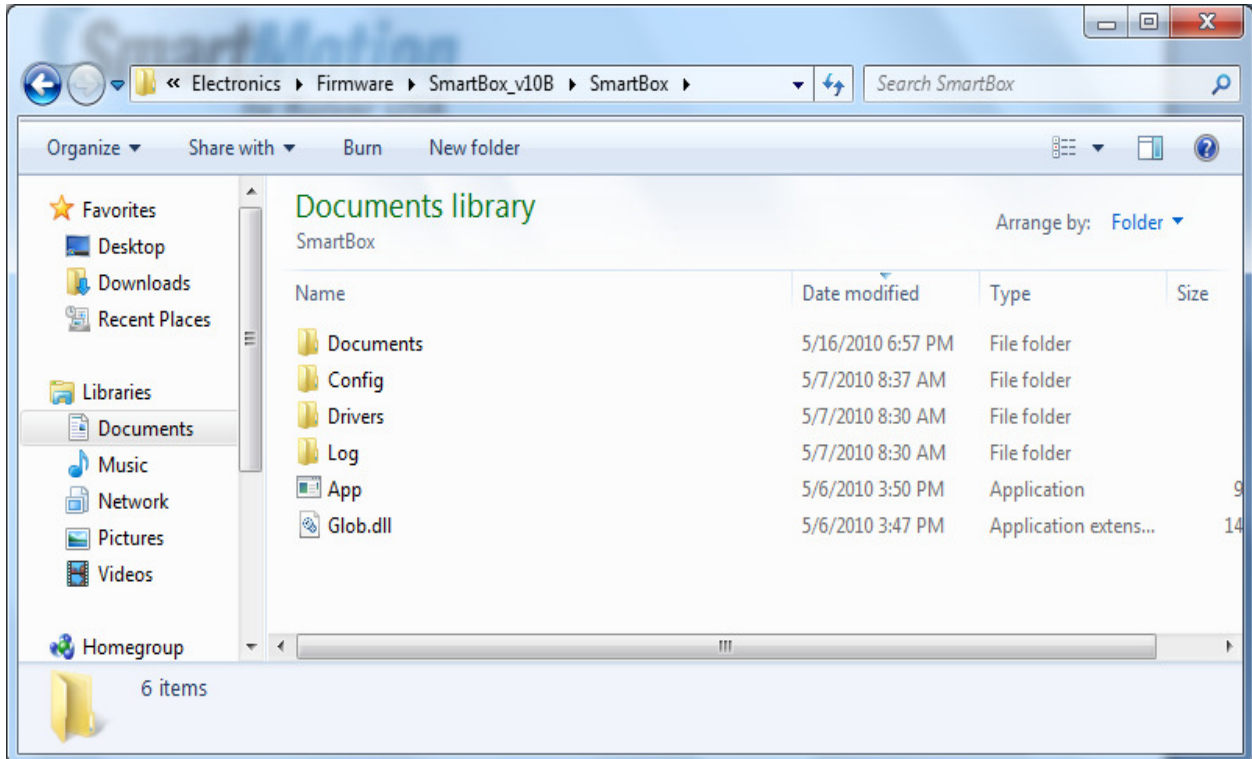 SmartMotion
« Electronics Firmware SmartBox_v10B SmartBox Search SmartBox
Organize Share with Burn New folder
Favorites
Desktop
Downloads
Recent Places
Libraries
Documents
Music
Network
Pictures
Videos
Homegroup
Documents library
SmartBox
Arrange by: Folder
Name Date modified Type Size
Documents 5/16/2010 6:57 PM File folder
Config 5/7/2010 8:37 AM File folder
Drivers 5/7/2010 8:30 AM File folder
Log 5/7/2010 8:30 AM File folder
App 5/6/2010 3:50 PM Application 9
Glob.dll 5/6/2010 3:47 PM Application extens... 14
6 items